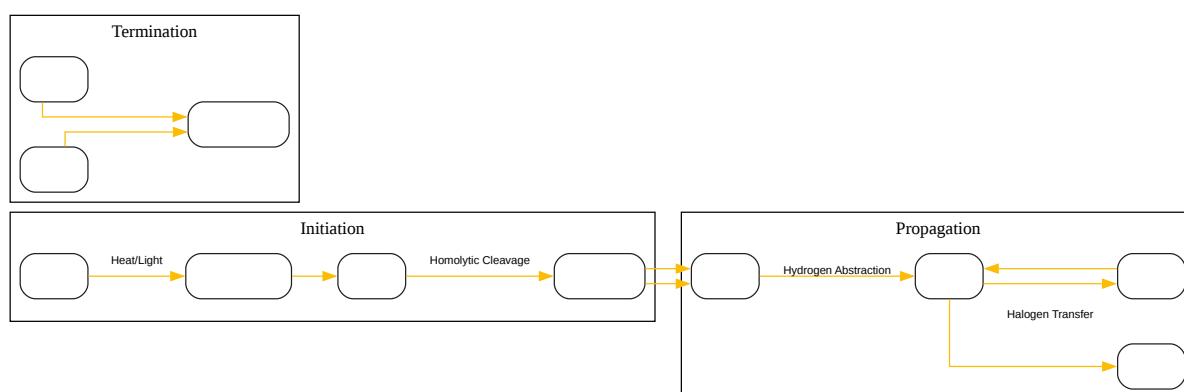 Termination
Initiation
Propagation
Heat/Light
Homolytic Cleavage
Hydrogen Abstraction
Halogen Transfer